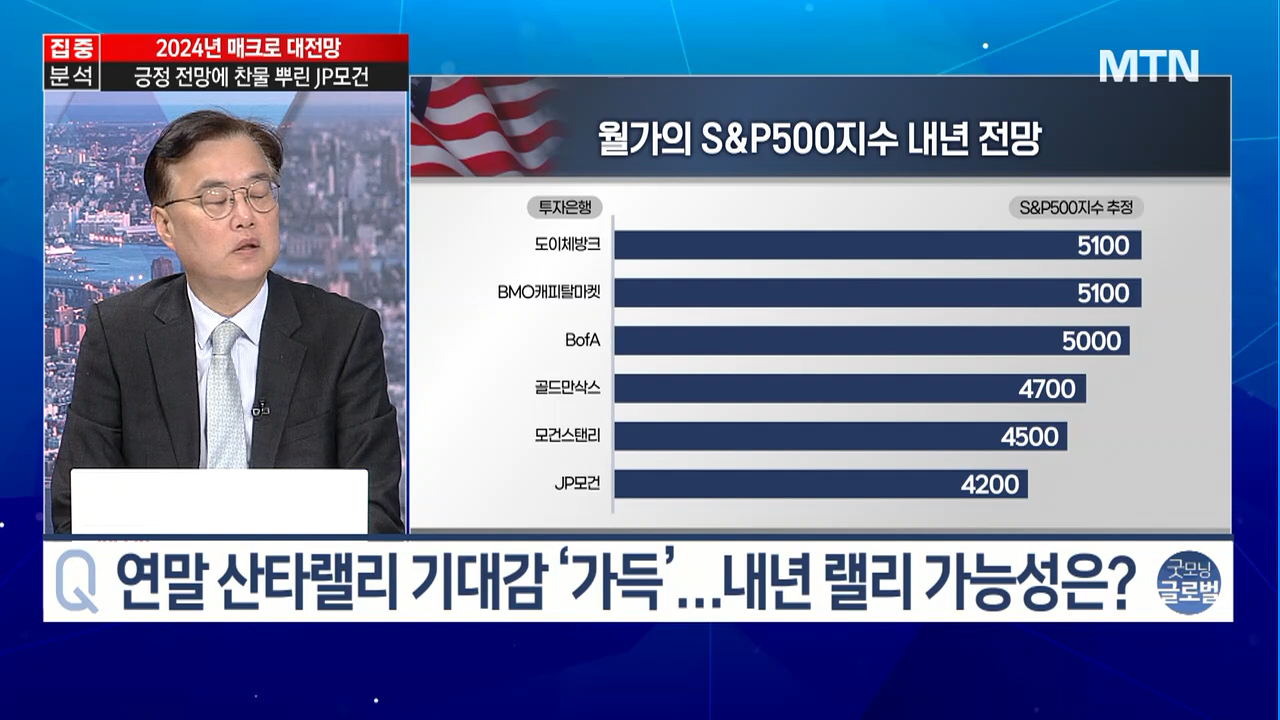 집중
분석
2024년 매크로 대전망
긍정 전망에 찬물 뿌린 JP모건
MTN
월가의 S&P500지수 내년 전망
투자은행
S&P500지수 추정
도이체방크 5100
BMO캐피탈마켓 5100
BofA 5000
골드만삭스 4700
모건스탠리 4500
JP모건 4200
Q 연말 산타랠리 기대감 ‘가득’...내년 랠리 가능성은?
굿모닝
글로벌